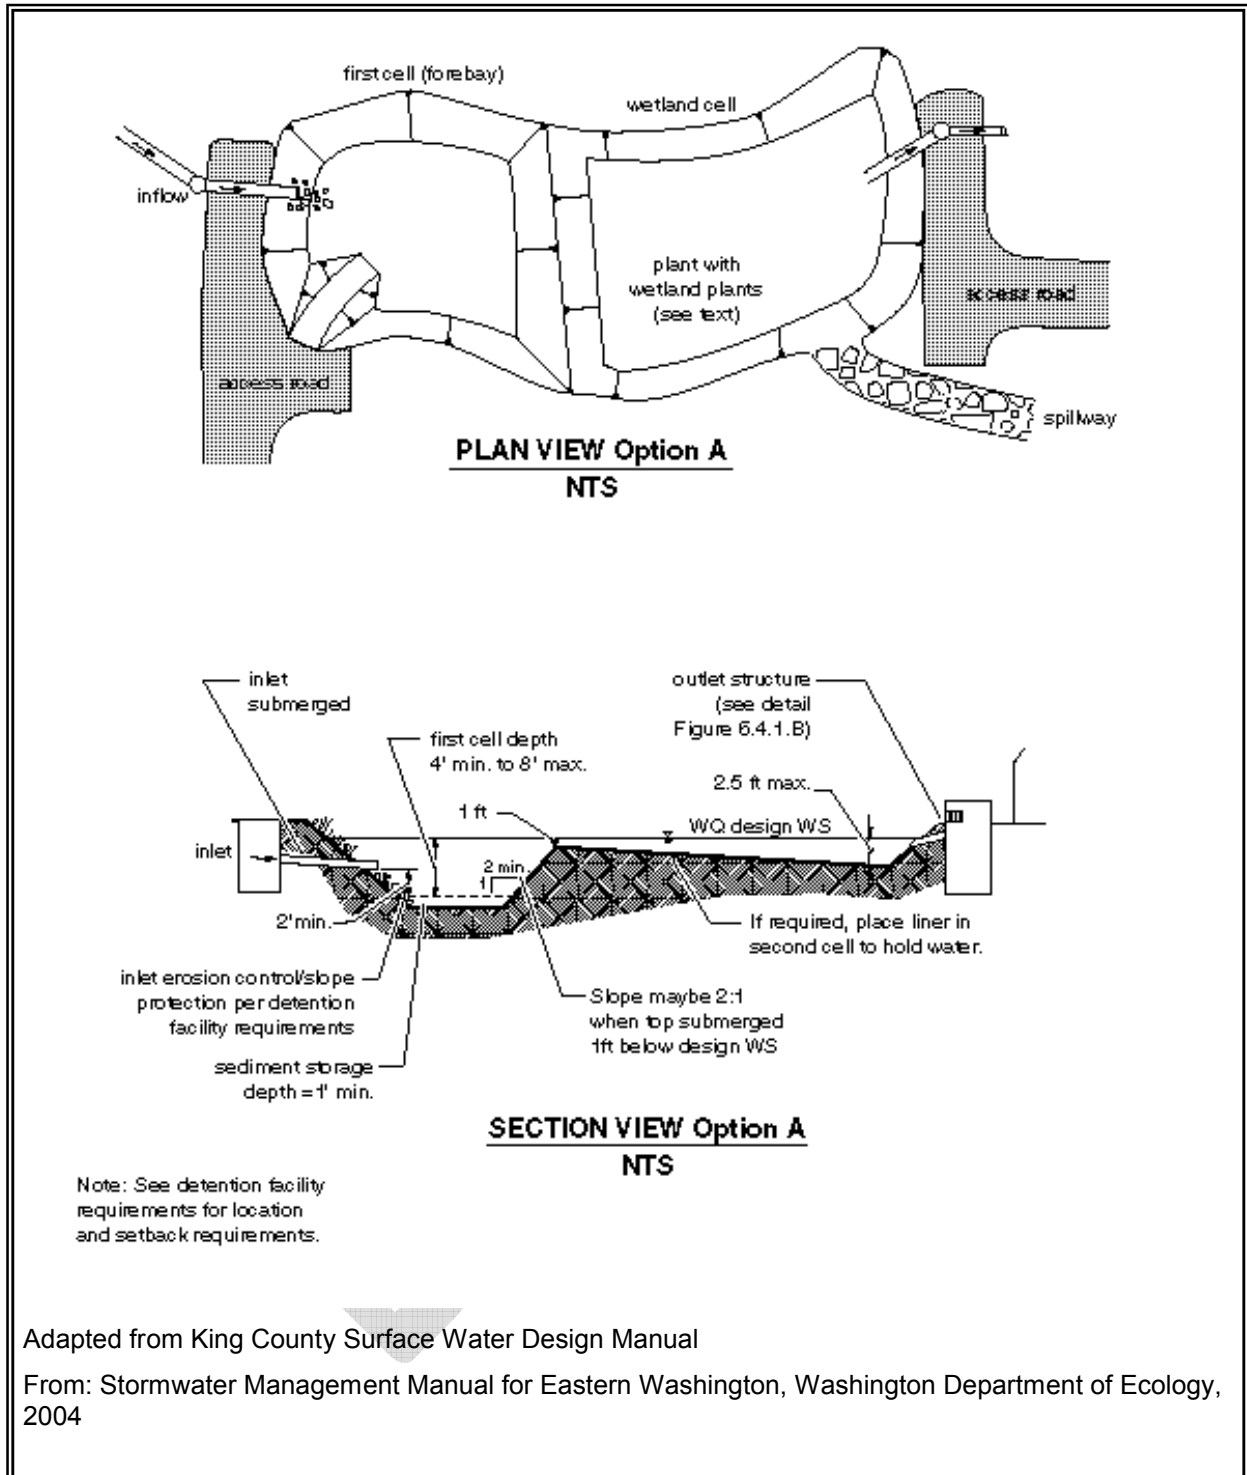 first cell (forebay)
wetland cell
inflow
plant with
wetland plants
(see text)
access road
access road
spillway
PLAN VIEW Option A
NTS
inlet
submerged
outlet structure
(see detail
Figure 6.4.1.B)
first cell depth
4' min. to 8' max.
2.5 ft max.
1 ft
WQ design WS
inlet
2 min.
1
2' min.
If required, place liner in
second cell to hold water.
inlet erosion control/slope
protection per detention
facility requirements
Slope maybe 2:1
when top submerged
1ft below design WS
sediment storage
depth = 1' min.
SECTION VIEW Option A
NTS
Note: See detention facility
requirements for location
and setback requirements.
Adapted from King County Surface Water Design Manual
From: Stormwater Management Manual for Eastern Washington, Washington Department of Ecology,
2004